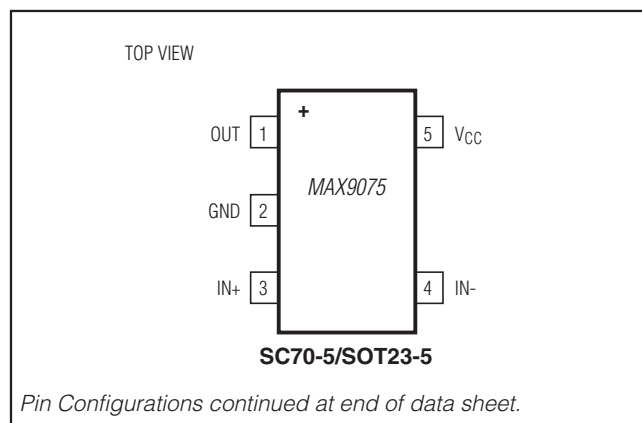 TOP VIEW
+
OUT 1
5 VCC
MAX9075
GND 2
IN+ 3
4 IN-
SC70-5/SOT23-5
Pin Configurations continued at end of data sheet.